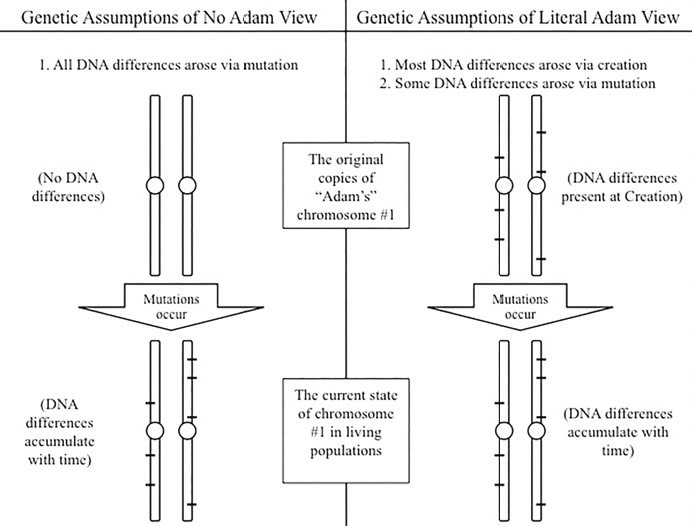 Genetic Assumptions of No Adam View
Genetic Assumptions of Literal Adam View
1. All DNA differences arose via mutation
1. Most DNA differences arose via creation
2. Some DNA differences arose via mutation
(No DNA
differences)
The original
copies of
“Adam’s”
chromosome #1
(DNA differences
present at Creation)
Mutations
occur
Mutations
occur
(DNA
differences
accumulate
with time)
The current state
of chromosome
#1 in living
populations
(DNA differences
accumulate with
time)